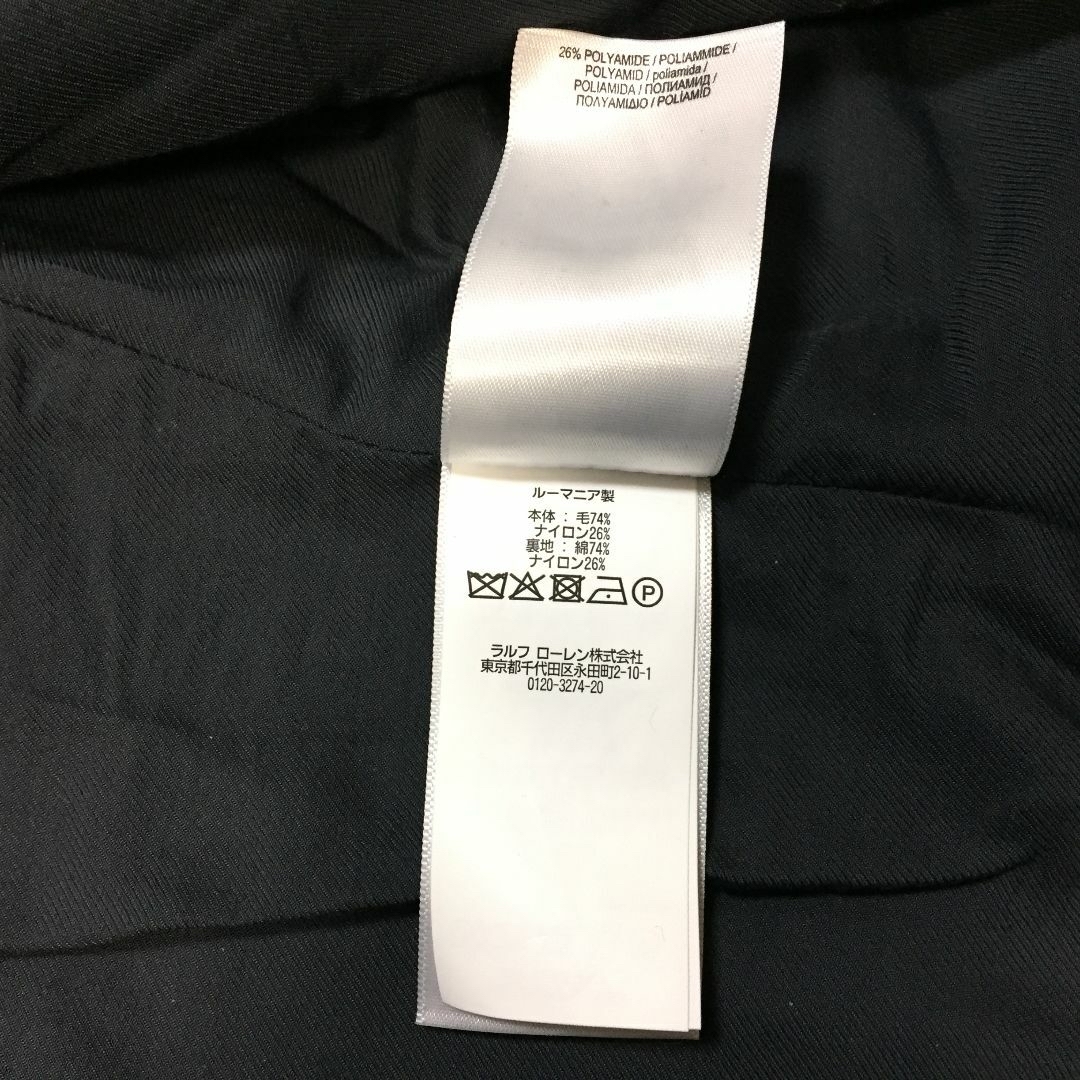 26% POLYAMIDE / POLIAMMIDE /
POLYAMID / poliamida /
POLIAMIDA / ПОЛИАМИД /
ΠΟΛΥΑΜΙΔΙΟ / POLIAMID
ルーマニア製
本体 : 毛74%
ナイロン26%
裏地 : 綿74%
ナイロン26%
P
ラルフ ローレン株式会社
東京都千代田区永田町2-10-1
0120-3274-20